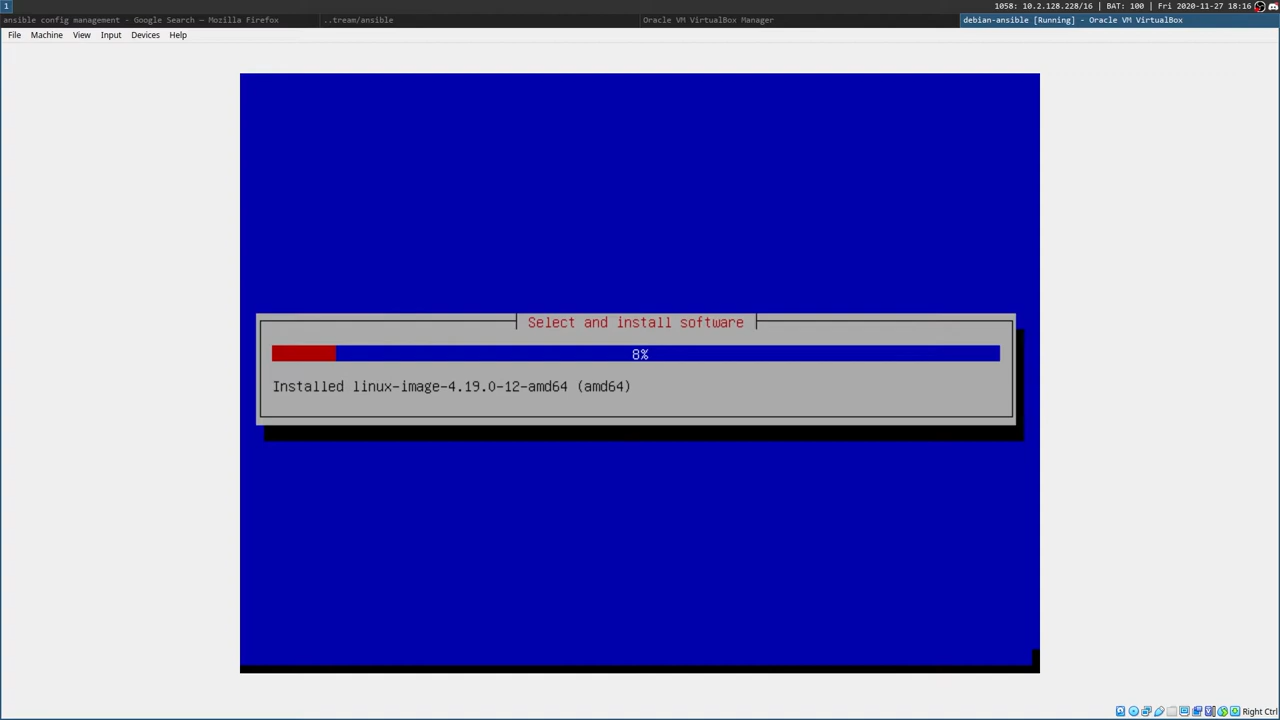 1
1058: 10.2.128.228/16 | BAT: 100 | Fri 2020-11-27 18:16
ansible config management - Google Search — Mozilla Firefox
..tream/ansible
Oracle VM VirtualBox Manager
debian-ansible [Running] - Oracle VM VirtualBox
File Machine View Input Devices Help
Select and install software
8%
Installed linux-image-4.19.0-12-amd64 (amd64)
Right Ctrl